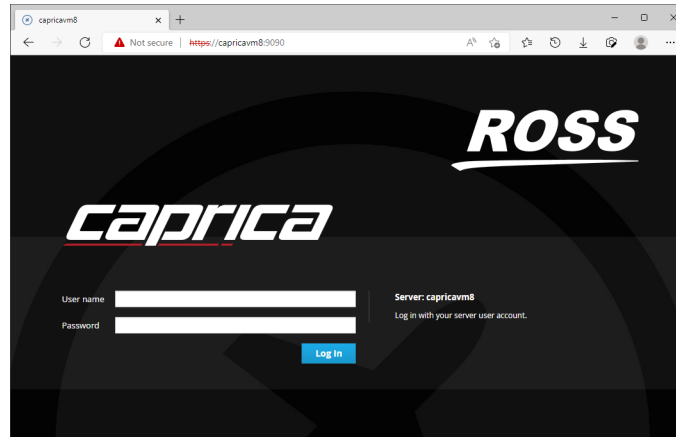 capricavm8
Not secure | https://capricavm8:9090
ROSS
caprica
User name
Password
Log In
Server: capricavm8
Log in with your server user account.